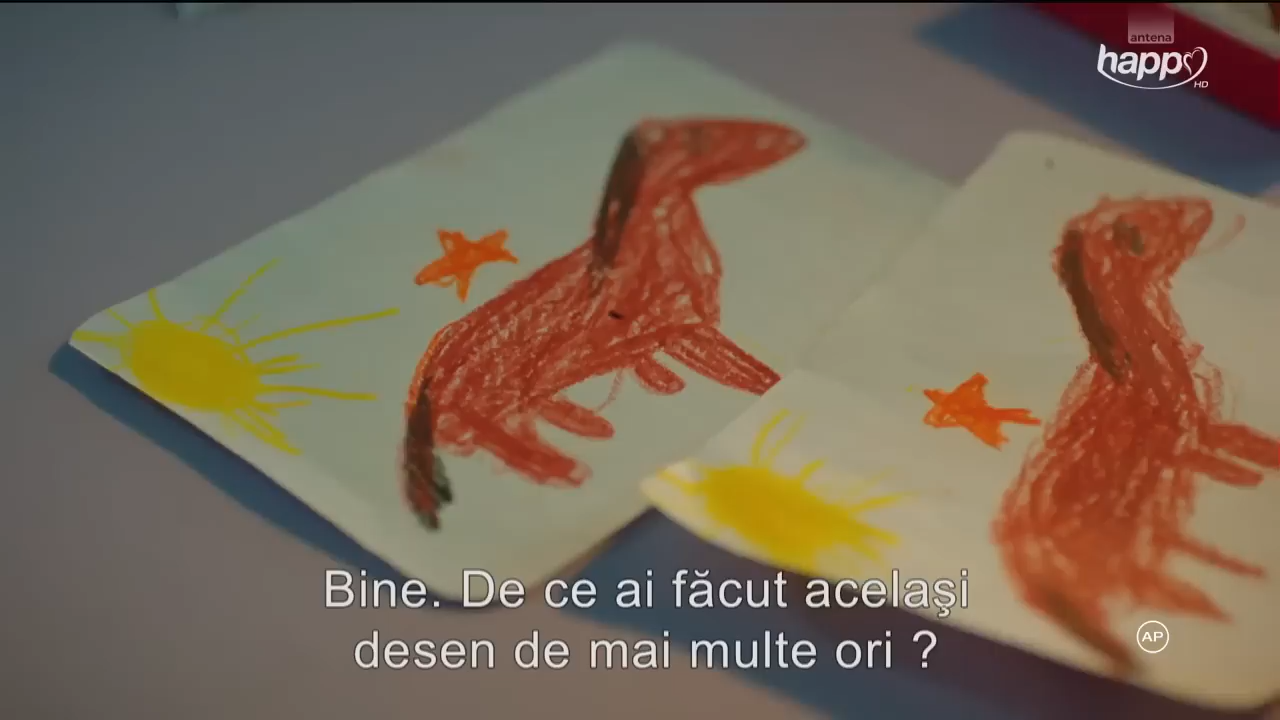 antena
happy
HD
Bine. De ce ai făcut acelaşi
desen de mai multe ori ?
AP